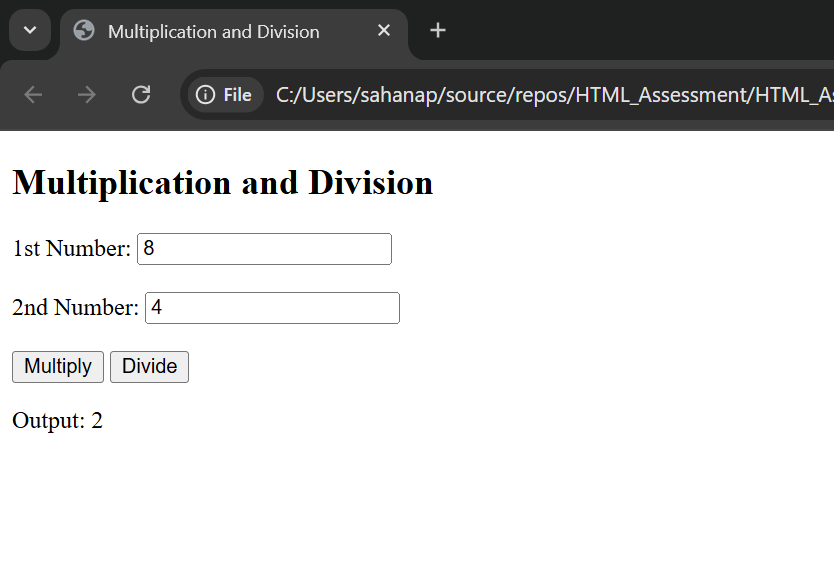 Multiplication and Division
File C:/Users/sahanap/source/repos/HTML_Assessment/HTML_As
Multiplication and Division
1st Number: 8
2nd Number: 4
Multiply Divide
Output: 2